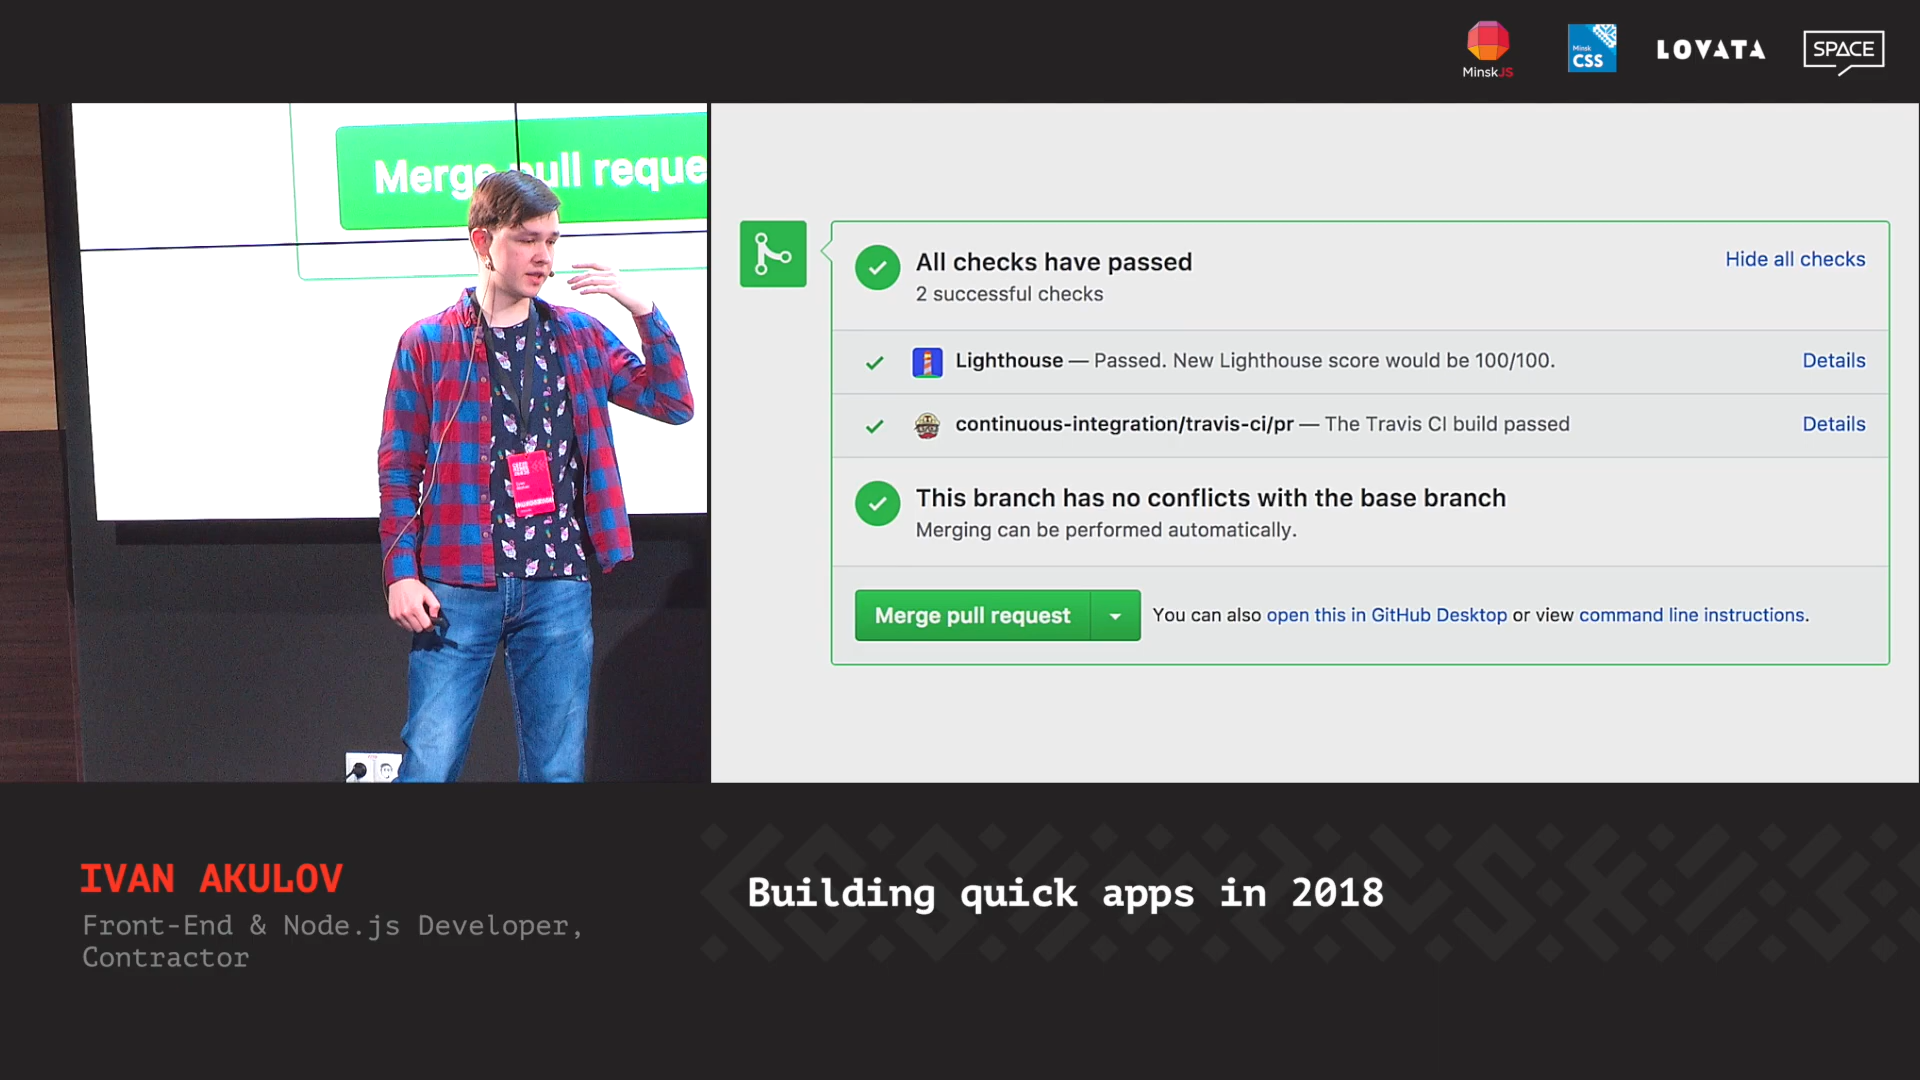 MinskJS
Minsk
CSS
LOVATA
SPACE
Merge pull reque
All checks have passed
Hide all checks
2 successful checks
Lighthouse — Passed. New Lighthouse score would be 100/100.
Details
continuous-integration/travis-ci/pr — The Travis CI build passed
Details
This branch has no conflicts with the base branch
Merging can be performed automatically.
Merge pull request
You can also open this in GitHub Desktop or view command line instructions.
IVAN AKULOV
Front-End & Node.js Developer,
Contractor
Building quick apps in 2018